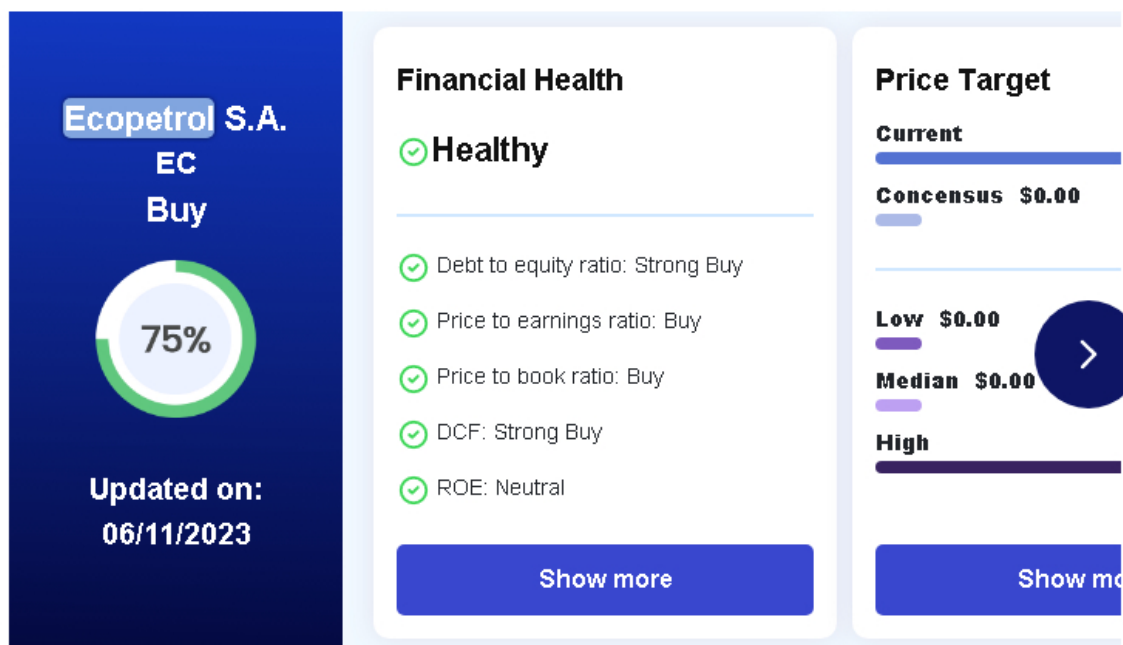 Ecopetrol S.A.
EC
Buy
75%
Updated on:
06/11/2023
Financial Health
Healthy
Debt to equity ratio: Strong Buy
Price to earnings ratio: Buy
Price to book ratio: Buy
DCF: Strong Buy
ROE: Neutral
Show more
Price Target
Current
Concensus $0.00
Low $0.00
Median $0.00
High
Show mo